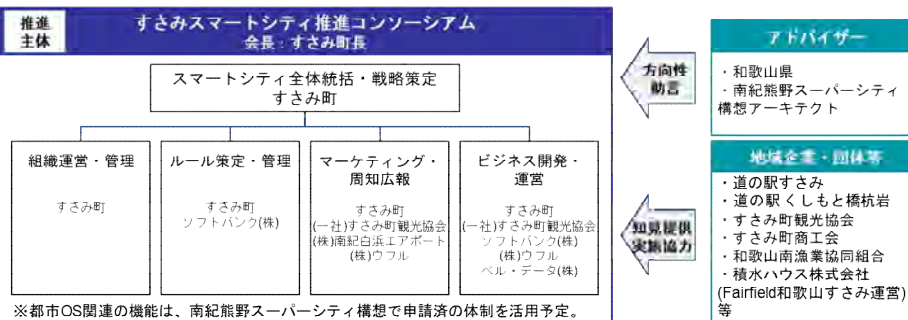 推進
主体
すさみスマートシティ推進コンソーシアム
会長：すさみ町長
スマートシティ全体統括・戦略策定
すさみ町
組織運営・管理
すさみ町
ルール策定・管理
すさみ町
ソフトバンク(株)
マーケティング・
周知広報
すさみ町
(一社)すさみ町観光協会
(株)南紀白浜エアポート
(株)ウフル
ビジネス開発・
運営
すさみ町
(一社)すさみ町観光協会
ソフトバンク(株)
(株)ウフル
ベル・データ(株)
※都市OS関連の機能は、南紀熊野スーパーシティ構想で申請済の体制を活用予定。
方向性
助言
知見提供
実施協力
アドバイザー
・和歌山県
・南紀熊野スーパーシティ
構想アーキテクト
地域企業・団体等
・道の駅すさみ
・道の駅 くしもと橋杭岩
・すさみ町観光協会
・すさみ町商工会
・和歌山南漁業協同組合
・積水ハウス株式会社
(Fairfield和歌山すさみ運営)
等